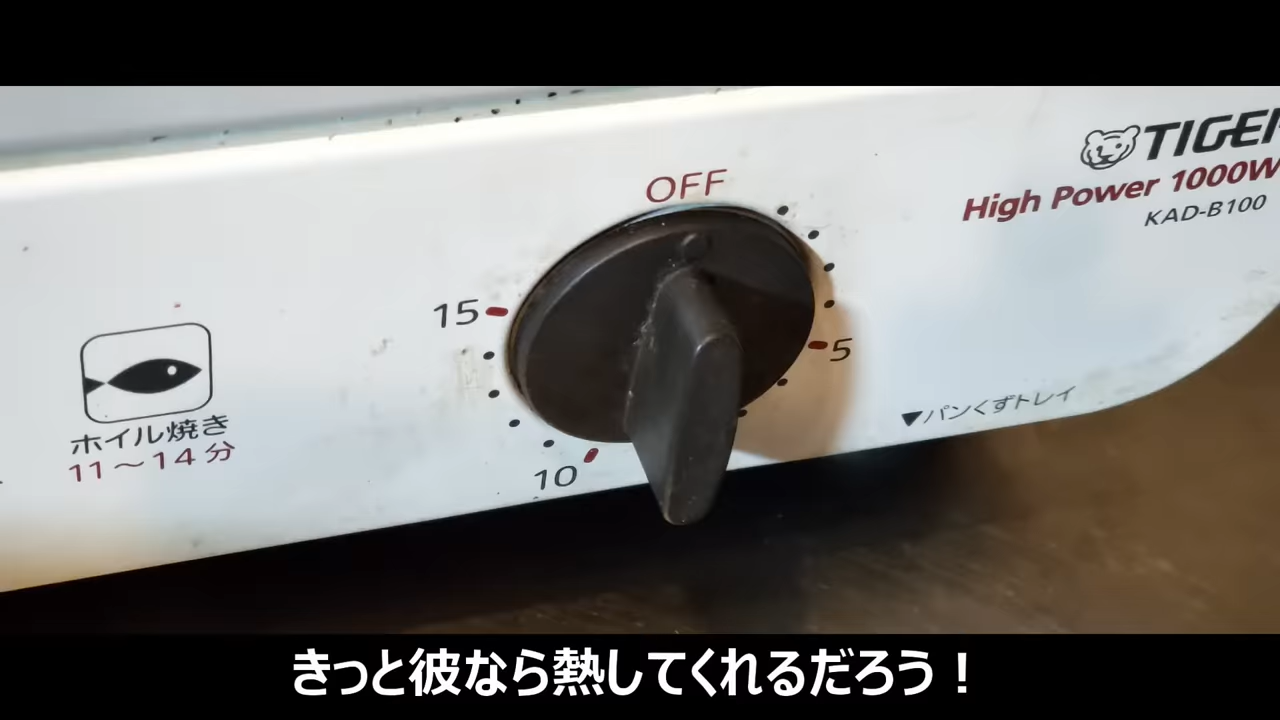 TIGER
High Power 1000W
KAD-B100
OFF
15
5
10
ホイル焼き
11～14分
▼パンくずトレイ
きっと彼なら熱してくれるだろう！